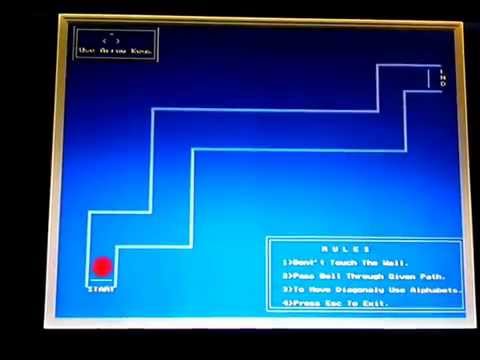 ^
< >
Use Arrow Keys.
END
START
RULES
1)Don't Touch The Wall.
2)Pass Ball Through Given Path.
3)To Move Diagonaly Use Alphabets.
4)Press Esc To Exit.